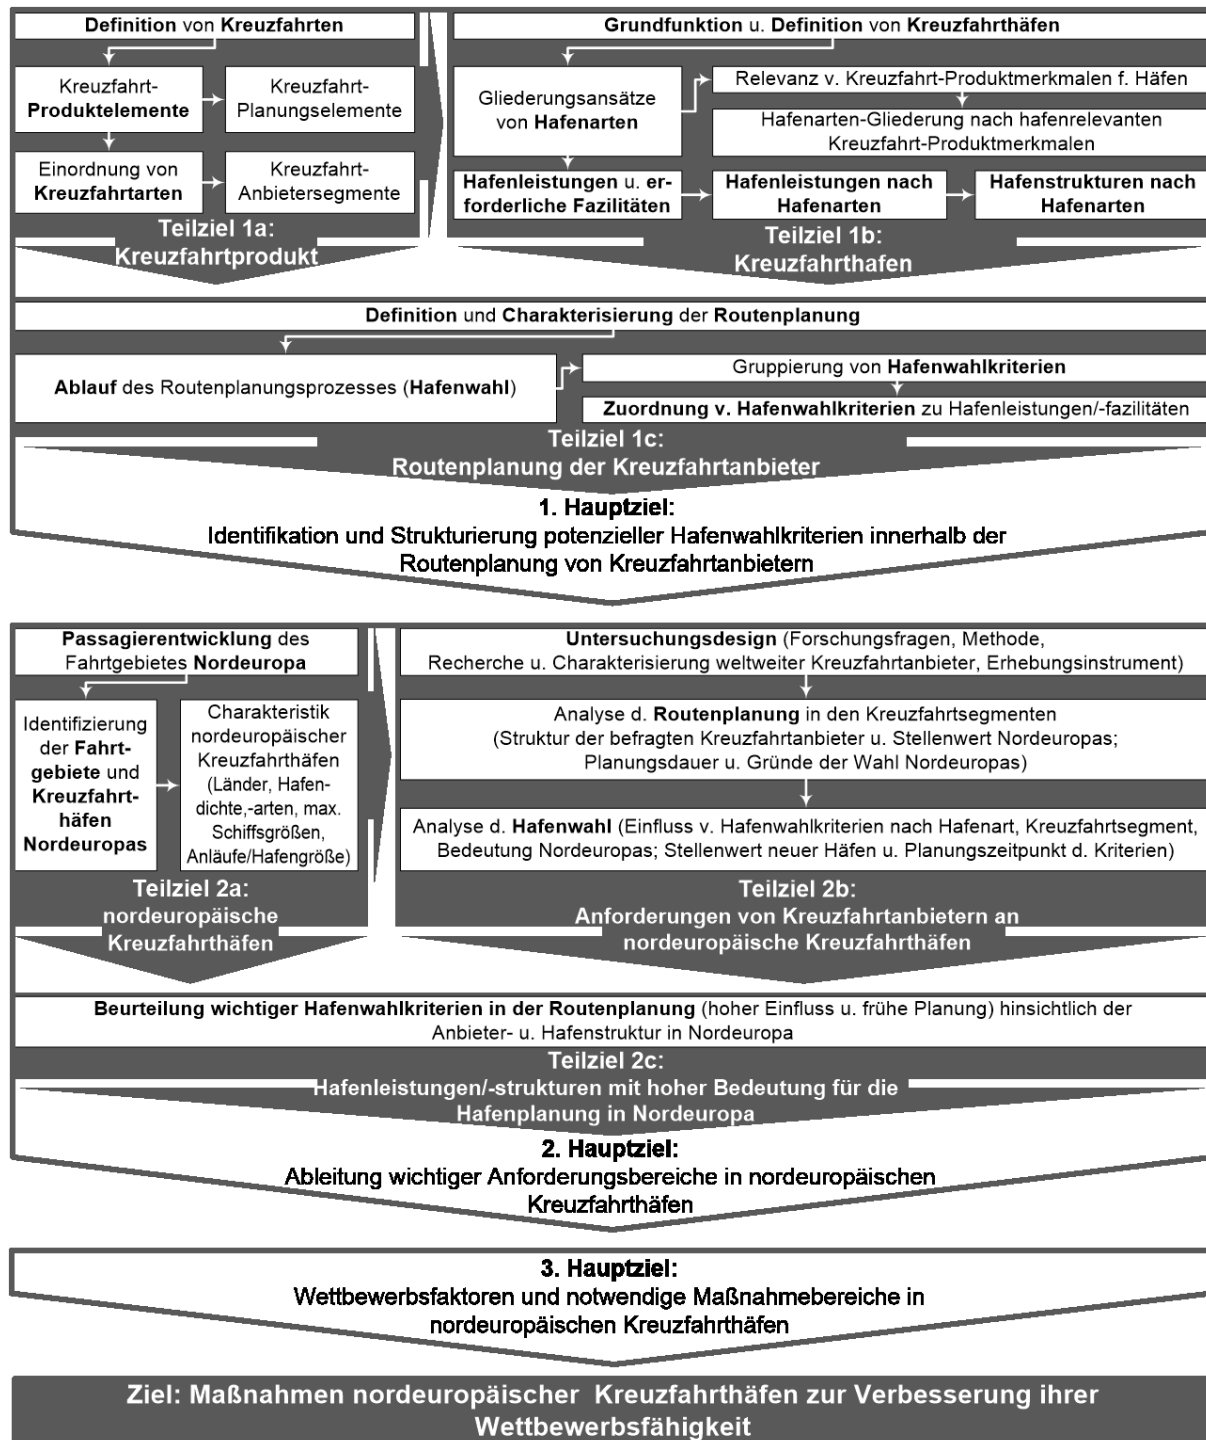 Definition von Kreuzfahrten
Kreuzfahrt-
Produktelemente
Kreuzfahrt-
Planungselemente
Einordnung von
Kreuzfahrtarten
Kreuzfahrt-
Anbietersegmente
Teilziel 1a:
Kreuzfahrtprodukt
Grundfunktion u. Definition von Kreuzfahrthäfen
Gliederungsansätze
von Hafenarten
Relevanz v. Kreuzfahrt-Produktmerkmalen f. Häfen
Hafenarten-Gliederung nach hafenrelevanten
Kreuzfahrt-Produktmerkmalen
Hafenleistungen u. er-
forderliche Fazilitäten
Hafenleistungen nach
Hafenarten
Hafenstrukturen nach
Hafenarten
Teilziel 1b:
Kreuzfahrthafen
Definition und Charakterisierung der Routenplanung
Ablauf des Routenplanungsprozesses (Hafenwahl)
Gruppierung von Hafenwahlkriterien
Zuordnung v. Hafenwahlkriterien zu Hafenleistungen/-fazilitäten
Teilziel 1c:
Routenplanung der Kreuzfahrtanbieter
1. Hauptziel:
Identifikation und Strukturierung potenzieller Hafenwahlkriterien innerhalb der
Routenplanung von Kreuzfahrtanbietern
Passagierentwicklung des
Fahrtgebietes Nordeuropa
Identifizierung
der Fahrt-
gebiete und
Kreuzfahrt-
häfen
Nordeuropas
Charakteristik
nordeuropäischer
Kreuzfahrthäfen
(Länder, Hafen-
dichte,-arten, max.
Schiffsgrößen,
Anläufe/Hafengröße)
Teilziel 2a:
nordeuropäische
Kreuzfahrthäfen
Untersuchungsdesign (Forschungsfragen, Methode,
Recherche u. Charakterisierung weltweiter Kreuzfahrtanbieter, Erhebungsinstrument)
Analyse d. Routenplanung in den Kreuzfahrtsegmenten
(Struktur der befragten Kreuzfahrtanbieter u. Stellenwert Nordeuropas;
Planungsdauer u. Gründe der Wahl Nordeuropas)
Analyse d. Hafenwahl (Einfluss v. Hafenwahlkriterien nach Hafenart, Kreuzfahrtsegment,
Bedeutung Nordeuropas; Stellenwert neuer Häfen u. Planungszeitpunkt d. Kriterien)
Teilziel 2b:
Anforderungen von Kreuzfahrtanbietern an
nordeuropäische Kreuzfahrthäfen
Beurteilung wichtiger Hafenwahlkriterien in der Routenplanung (hoher Einfluss u. frühe Planung) hinsichtlich der
Anbieter- u. Hafenstruktur in Nordeuropa
Teilziel 2c:
Hafenleistungen/-strukturen mit hoher Bedeutung für die
Hafenplanung in Nordeuropa
2. Hauptziel:
Ableitung wichtiger Anforderungsbereiche in nordeuropäischen
Kreuzfahrthäfen
3. Hauptziel:
Wettbewerbsfaktoren und notwendige Maßnahmebereiche in
nordeuropäischen Kreuzfahrthäfen
Ziel: Maßnahmen nordeuropäischer Kreuzfahrthäfen zur Verbesserung ihrer
Wettbewerbsfähigkeit